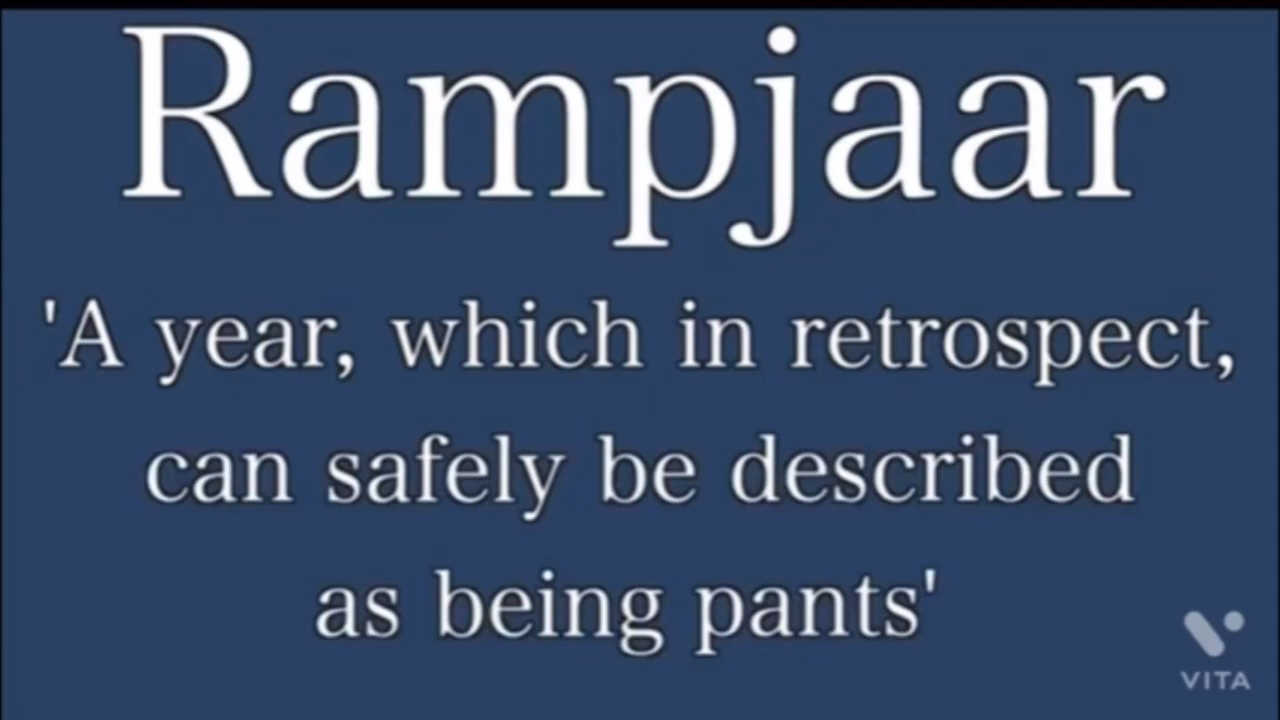 Rampjaar
'A year, which in retrospect,
can safely be described
as being pants'
VITA